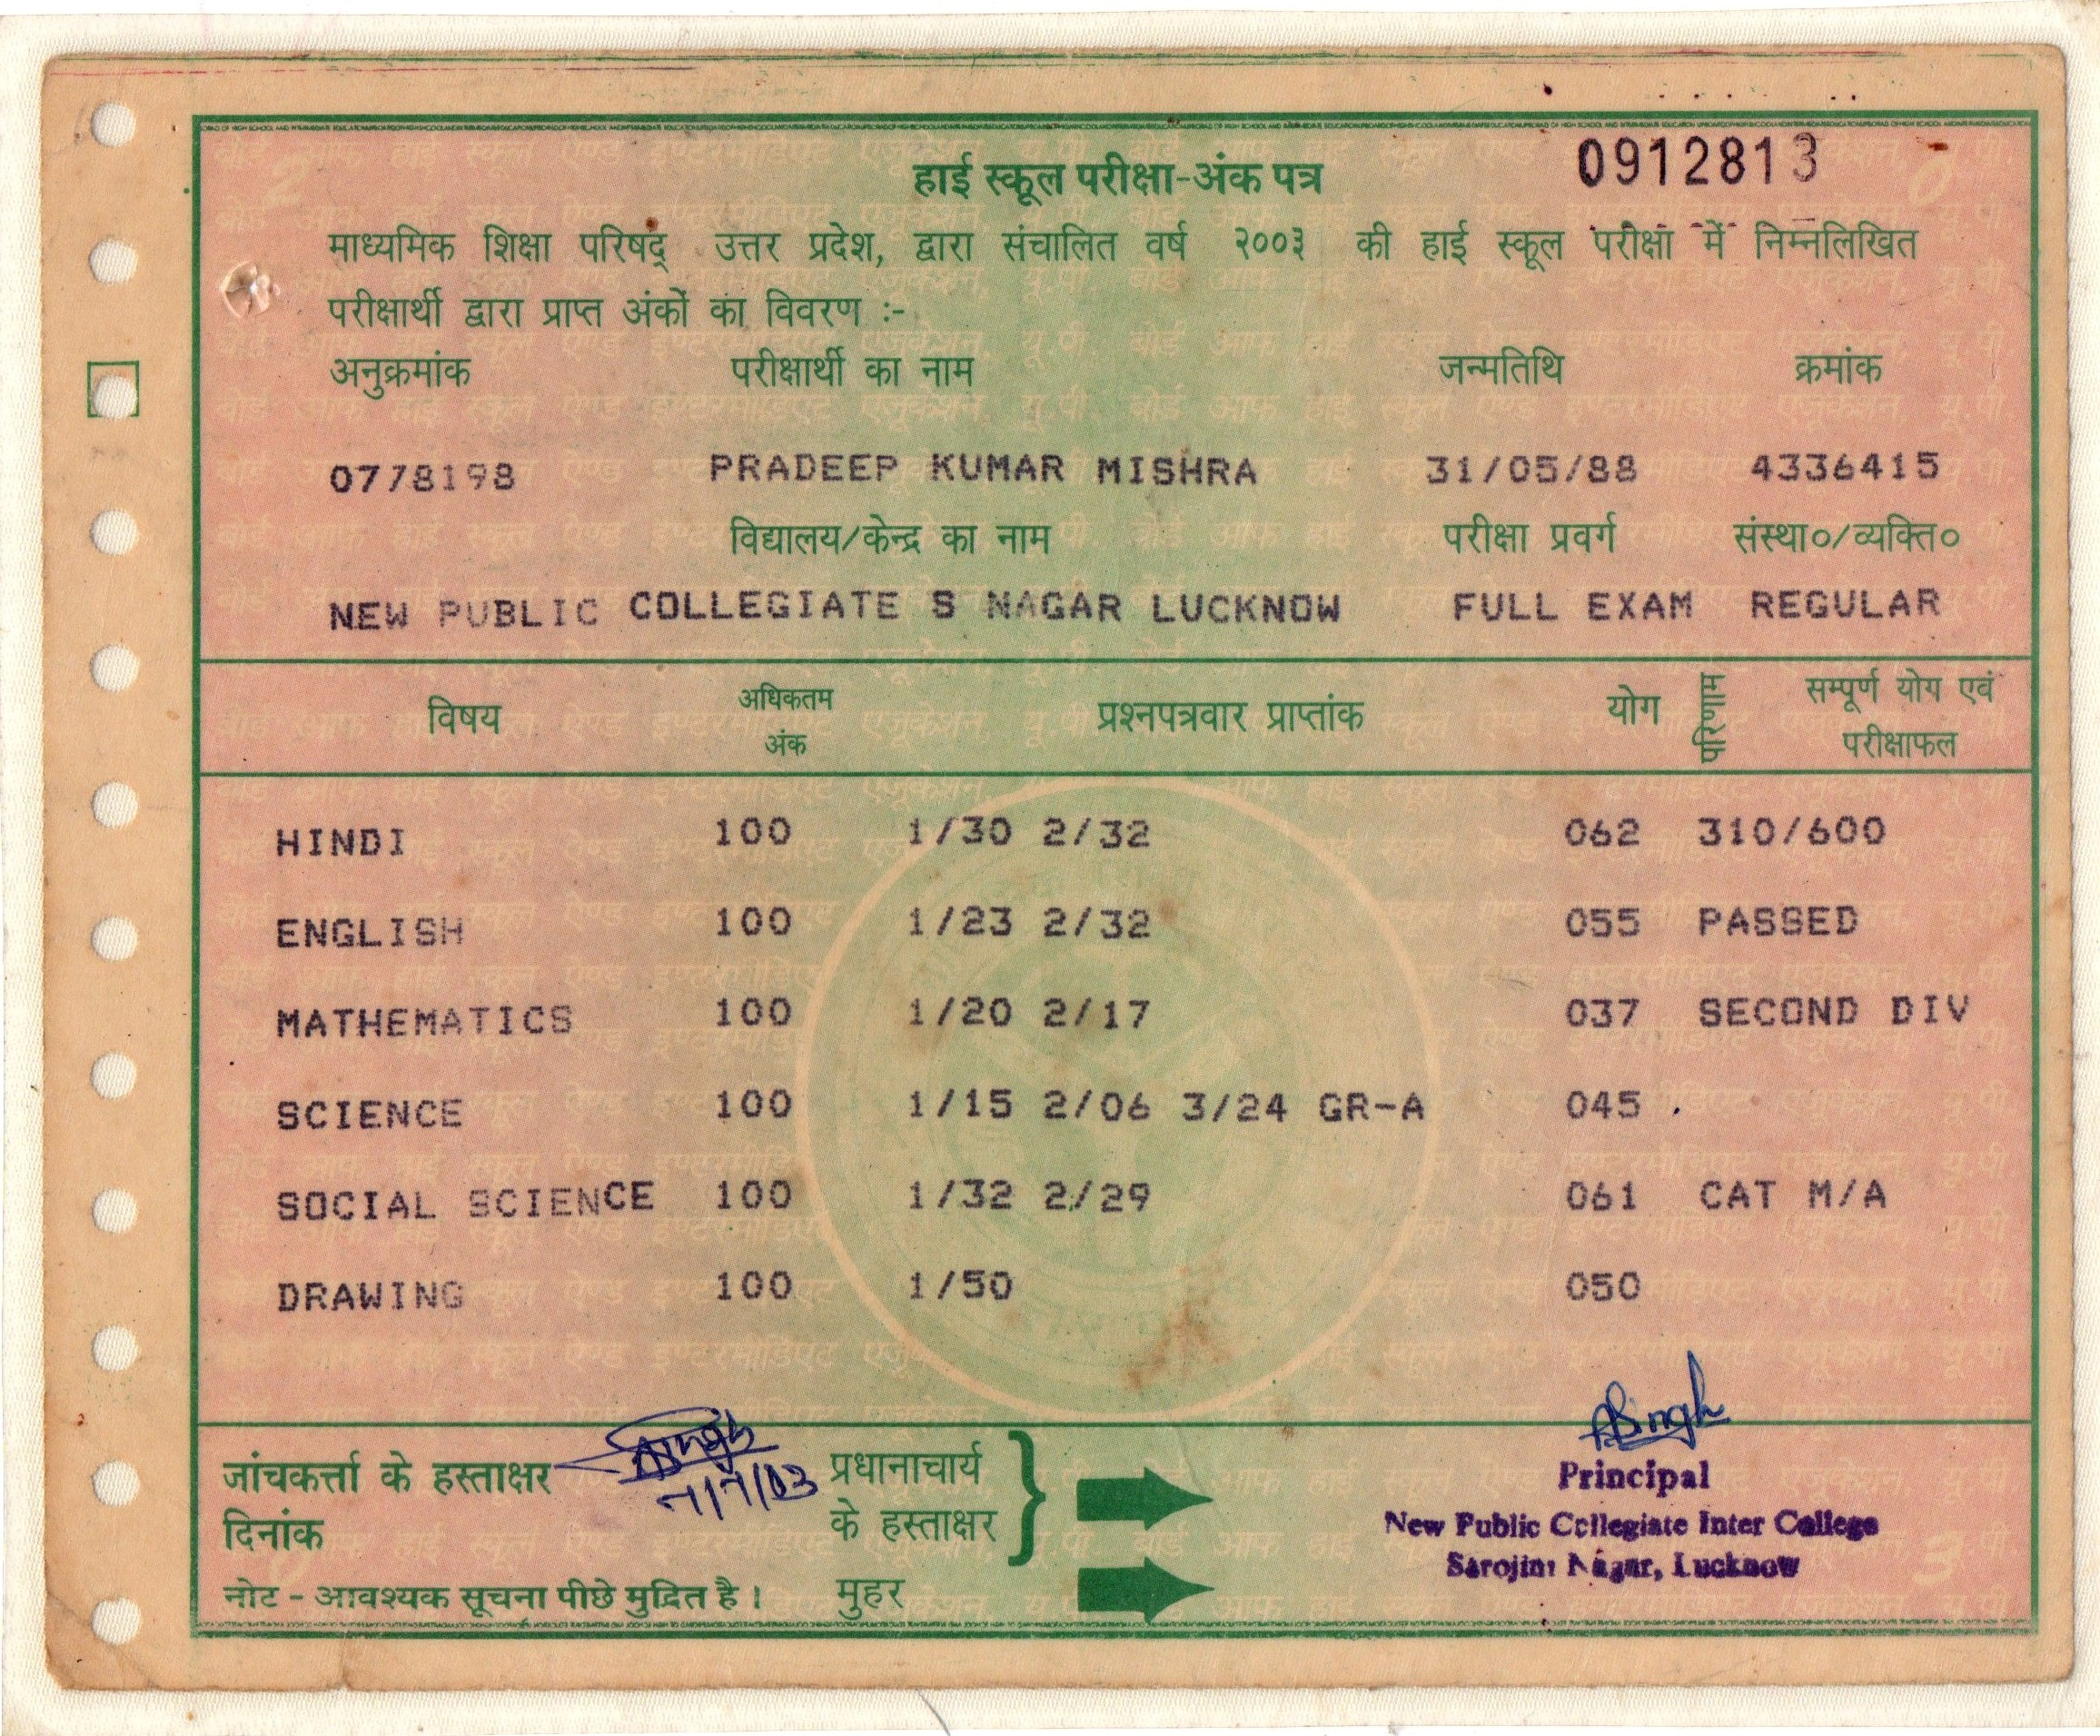 0912813
हाई स्कूल परीक्षा-अंक पत्र
माध्यमिक शिक्षा परिषद् उत्तर प्रदेश, द्वारा संचालित वर्ष २००३ की हाई स्कूल परीक्षा में निम्नलिखित
परीक्षार्थी द्वारा प्राप्त अंकों का विवरण :-
अनुक्रमांक परीक्षार्थी का नाम जन्मतिथि क्रमांक
0778198 PRADEEP KUMAR MISHRA 31/05/88 4336415
विद्यालय/केन्द्र का नाम परीक्षा प्रवर्ग संस्था०/व्यक्ति०
NEW PUBLIC COLLEGIATE S NAGAR LUCKNOW FULL EXAM REGULAR
विषय अधिकतम अंक प्रश्नपत्रवार प्राप्तांक योग परिणाम सम्पूर्ण योग एवं परीक्षाफल
HINDI 100 1/30 2/32 062 310/600
ENGLISH 100 1/23 2/32 055 PASSED
MATHEMATICS 100 1/20 2/17 037 SECOND DIV
SCIENCE 100 1/15 2/06 3/24 GR-A 045
SOCIAL SCIENCE 100 1/32 2/29 061 CAT M/A
DRAWING 100 1/50 050
जांचकर्त्ता के हस्ताक्षर
7/7/03
दिनांक
प्रधानाचार्य
के हस्ताक्षर
Principal
New Public Collegiate Inter College
Sarojini Nagar, Lucknow
नोट - आवश्यक सूचना पीछे मुद्रित है। मुहर